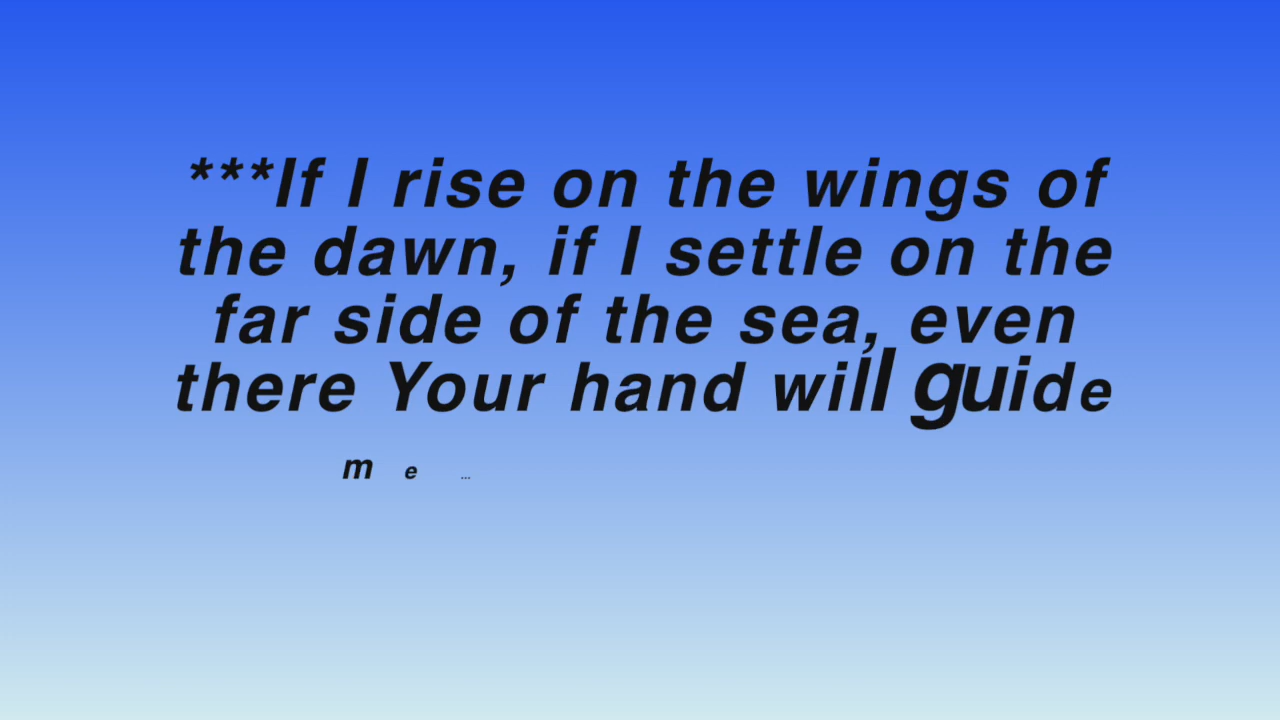 ***If I rise on the wings of
the dawn, if I settle on the
far side of the sea, even
there Your hand will guide
me...